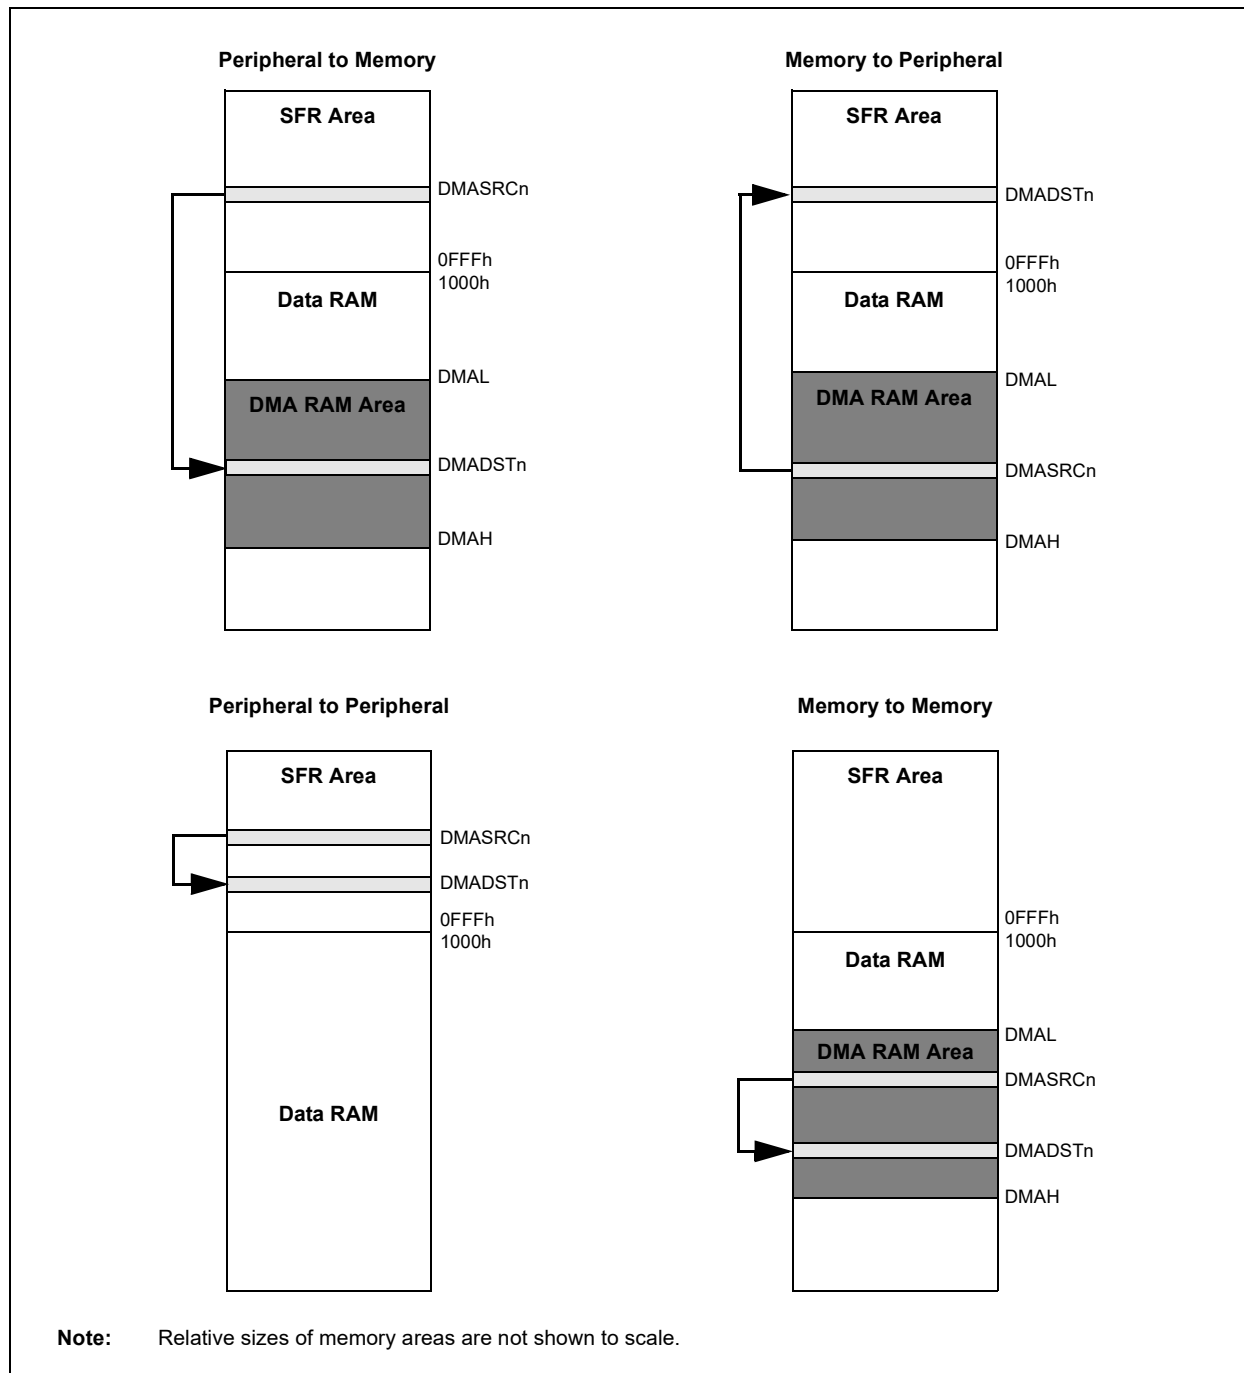 Peripheral to Memory
SFR Area
DMASRCn
0FFFh
1000h
Data RAM
DMAL
DMA RAM Area
DMADSTn
DMAH
Memory to Peripheral
SFR Area
DMADSTn
0FFFh
1000h
Data RAM
DMAL
DMA RAM Area
DMASRCn
DMAH
Peripheral to Peripheral
SFR Area
DMASRCn
DMADSTn
0FFFh
1000h
Data RAM
Memory to Memory
SFR Area
0FFFh
1000h
Data RAM
DMAL
DMA RAM Area
DMASRCn
DMADSTn
DMAH
Note: Relative sizes of memory areas are not shown to scale.